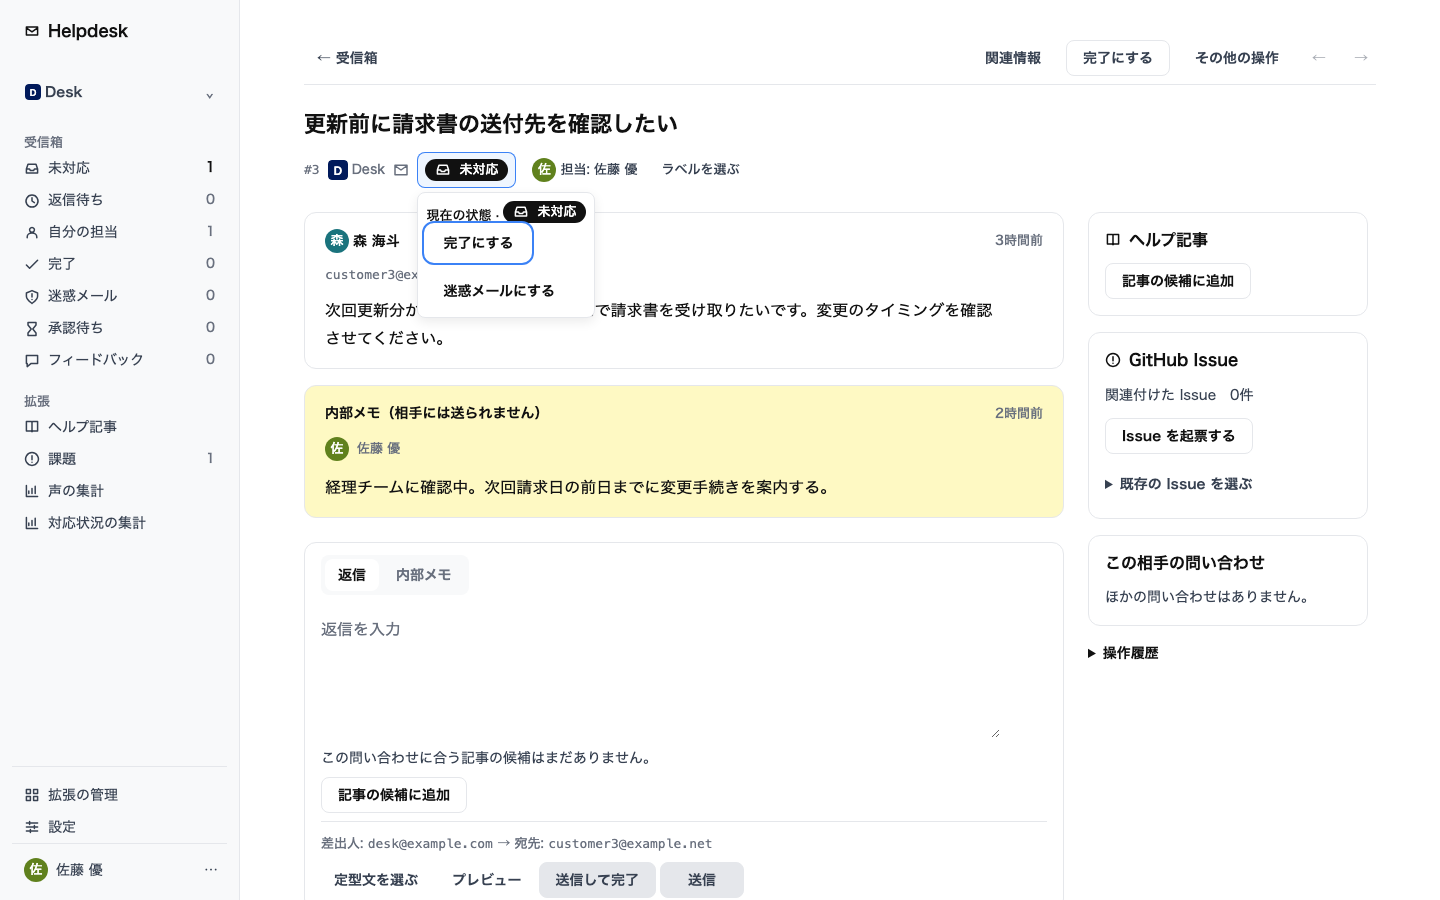 Helpdesk
D Desk
受信箱
未対応 1
返信待ち 0
自分の担当 1
完了 0
迷惑メール 0
承認待ち 0
フィードバック 0
拡張
ヘルプ記事
課題 1
声の集計
対応状況の集計
拡張の管理
設定
佐 佐藤 優 ···
← 受信箱 関連情報 完了にする その他の操作 ← →
更新前に請求書の送付先を確認したい
#3 D Desk 未対応 佐 担当: 佐藤 優 ラベルを選ぶ
現在の状態 · 未対応
完了にする
迷惑メールにする
森 森 海斗 3時間前
customer3@ex
次回更新分か で請求書を受け取りたいです。変更のタイミングを確認
させてください。
内部メモ（相手には送られません） 2時間前
佐 佐藤 優
経理チームに確認中。次回請求日の前日までに変更手続きを案内する。
返信 内部メモ
返信を入力
この問い合わせに合う記事の候補はまだありません。
記事の候補に追加
差出人: desk@example.com → 宛先: customer3@example.net
定型文を選ぶ プレビュー 送信して完了 送信
ヘルプ記事
記事の候補に追加
GitHub Issue
関連付けた Issue 0件
Issue を起票する
▶ 既存の Issue を選ぶ
この相手の問い合わせ
ほかの問い合わせはありません。
▶ 操作履歴